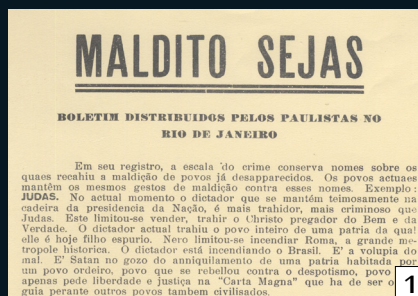 MALDITO SEJAS
BOLETIM DISTRIBUIDOS PELOS PAULISTAS NO
RIO DE JANEIRO
Em seu registro, a escala do crime conserva nomes sobre os
quaes recahiu a maldição de povos já desapparecidos. Os povos actuaes
mantêm os mesmos gestos de maldição contra esses nomes. Exemplo:
JUDAS. No actual momento o dictador que se mantém teimosamente na
cadeira da presidencia da Nação, é mais trahidor, mais criminoso que
Judas. Este limitou-se vender, trahir o Christo pregador do Bem e da
Verdade. O dictador actual trahiu o povo inteiro de uma patria da qual
elle é hoje filho espurio. Nero limitou-se incendiar Roma, a grande me-
tropole historica. O dictador está incendiando o Brasil. E' a volupia do
mal. E' Satan no gozo do anniquilamento de uma patria habitada por
um povo ordeiro, povo que se rebellou contra o despotismo, povo
apenas pede liberdade e justiça na "Carta Magna" que ha de ser o
guia perante outros povos tambem civilisados.
1